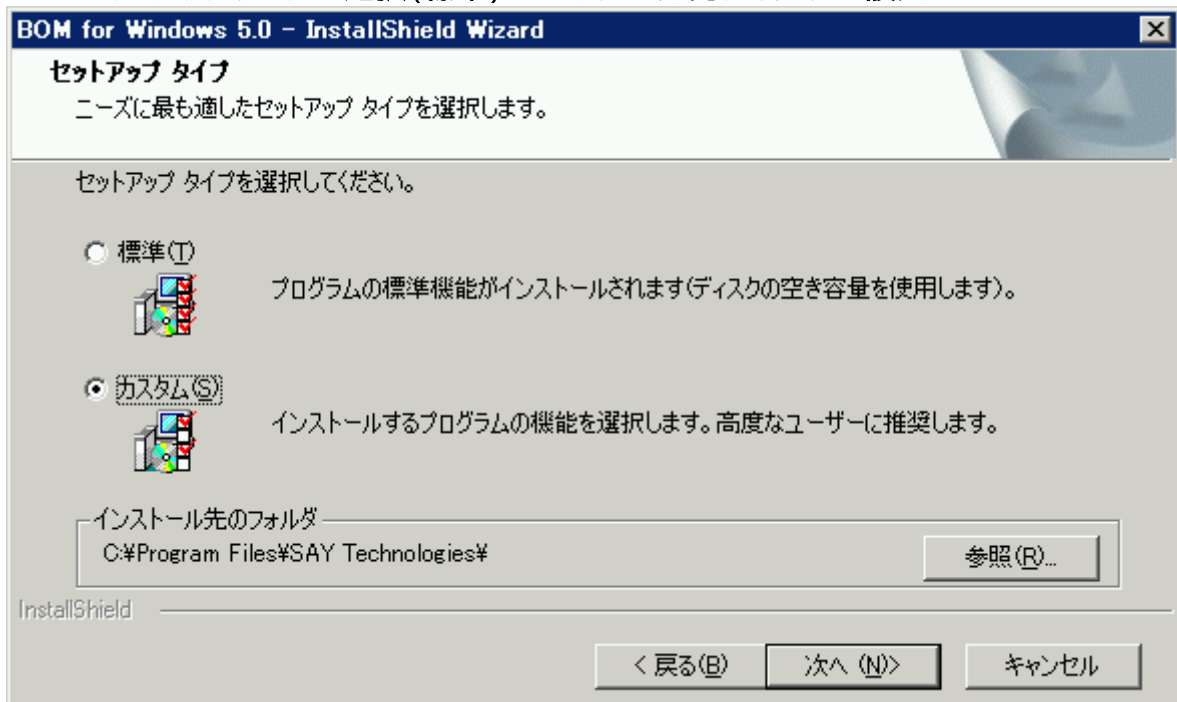 BOM for Windows 5.0 - InstallShield Wizard
セットアップ タイプ
ニーズに最も適したセットアップ タイプを選択します。
セットアップ タイプを選択してください。
標準(T)
プログラムの標準機能がインストールされます(ディスクの空き容量を使用します)。
カスタム(S)
インストールするプログラムの機能を選択します。高度なユーザーに推奨します。
インストール先のフォルダ
C:¥Program Files¥SAY Technologies¥
参照(R)...
InstallShield
< 戻る(B)
次へ (N)>
キャンセル